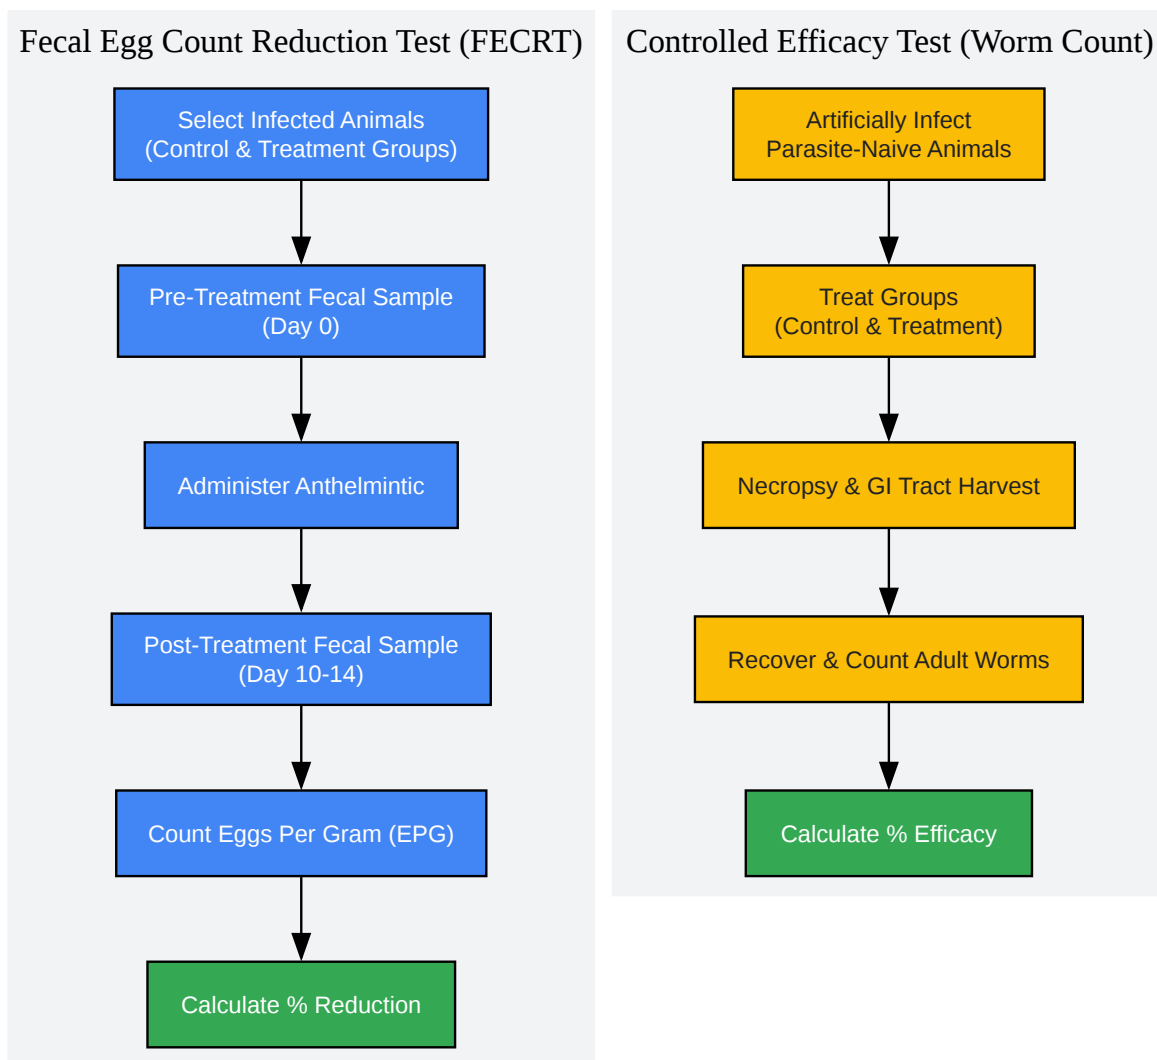 Fecal Egg Count Reduction Test (FECRT)
Select Infected Animals
(Control & Treatment Groups)
Pre-Treatment Fecal Sample
(Day 0)
Administer Anthelmintic
Post-Treatment Fecal Sample
(Day 10-14)
Count Eggs Per Gram (EPG)
Calculate % Reduction
Controlled Efficacy Test (Worm Count)
Artificially Infect
Parasite-Naive Animals
Treat Groups
(Control & Treatment)
Necropsy & GI Tract Harvest
Recover & Count Adult Worms
Calculate % Efficacy